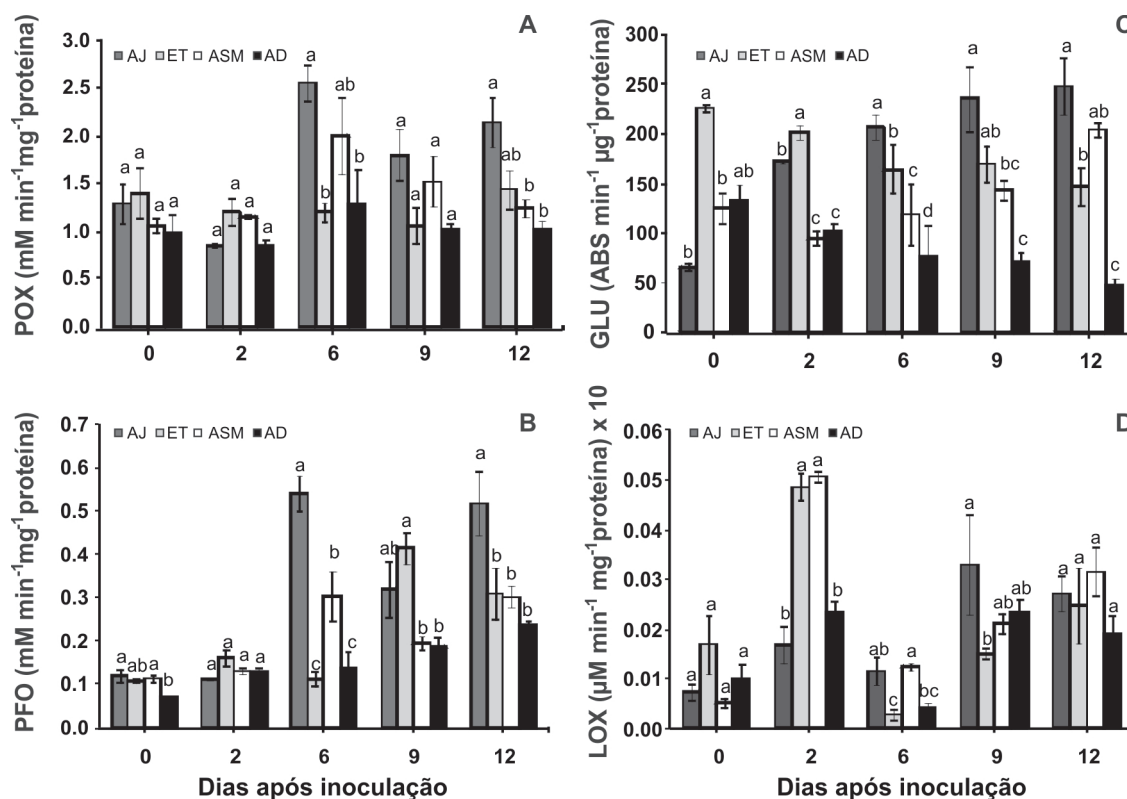 A
POX (mM min-1mg-1proteína)
3.0
2.5
2.0
1.5
1.0
0.5
0.0
AJ ET ASM AD
a a a a
a a a a
a b ab b
a a a a
a ab b b
0 2 6 9 12
C
GLU (ABS min-1 µg-1proteína)
300
250
200
150
100
50
0
AJ ET ASM AD
b a b b
b a c c
a b c d
a ab bc c
a b ab c
0 2 6 9 12
B
PFO (mM min-1mg-1proteína)
0.7
0.6
0.5
0.4
0.3
0.2
0.1
0.0
AJ ET ASM AD
a ab a b
a a a a
a c b c
ab a b b
a b b b
0 2 6 9 12
Dias após inoculação
D
LOX (µM min-1 mg-1proteína) x 10
0.06
0.05
0.04
0.03
0.02
0.01
0.00
AJ ET ASM AD
a a a a
b a a b
ab c a bc
a b ab ab
a a a a
0 2 6 9 12
Dias após inoculação